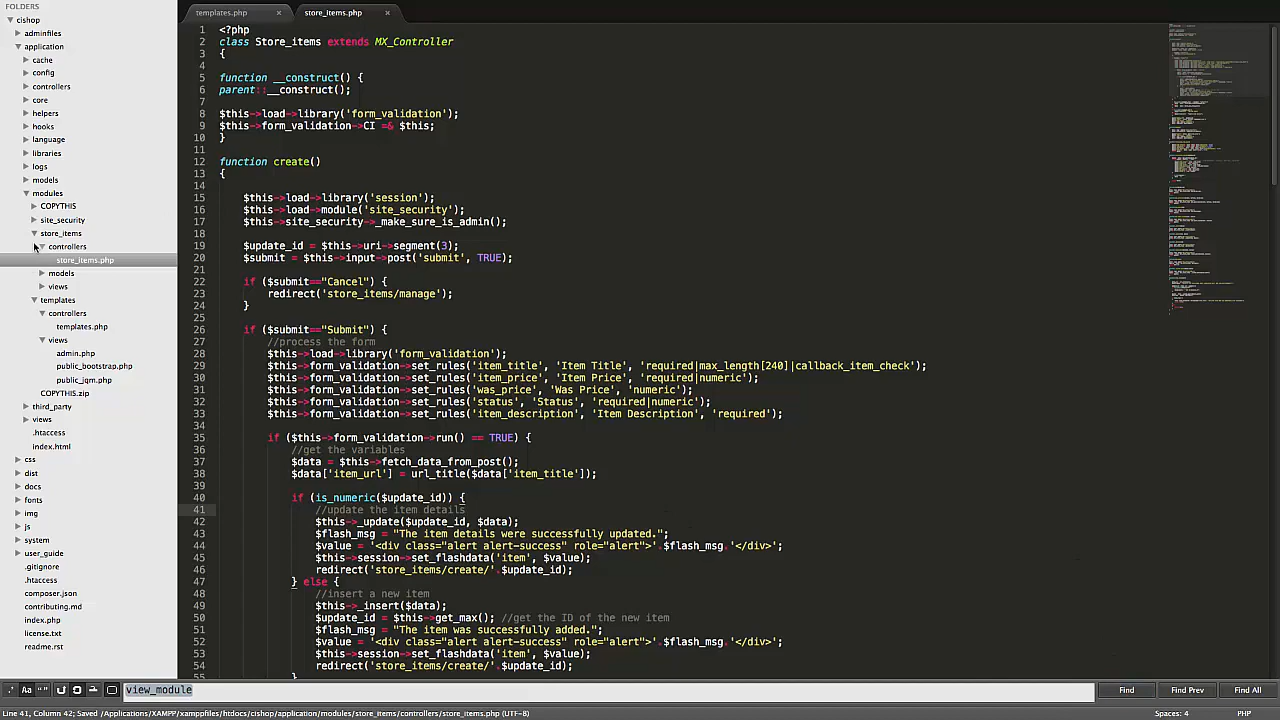 FOLDERS
cishop
adminfiles
application
cache
config
controllers
core
helpers
hooks
language
libraries
logs
models
modules
COPYTHIS
site_security
store_items
controllers
store_items.php
models
views
templates
controllers
templates.php
views
admin.php
public_bootstrap.php
public_jqm.php
COPYTHIS.zip
third_party
views
.htaccess
index.html
css
dist
docs
fonts
img
js
system
user_guide
.gitignore
.htaccess
composer.json
contributing.md
index.php
license.txt
readme.rst
templates.php × store_items.php ×
1 <?php
2 class Store_items extends MX_Controller
3 {
4
5 function __construct() {
6 parent::__construct();
7
8 $this->load->library('form_validation');
9 $this->form_validation->CI =& $this;
10 }
11
12 function create()
13 {
14
15 $this->load->library('session');
16 $this->load->module('site_security');
17 $this->site_security->_make_sure_is_admin();
18
19 $update_id = $this->uri->segment(3);
20 $submit = $this->input->post('submit', TRUE);
21
22 if ($submit=="Cancel") {
23 redirect('store_items/manage');
24 }
25
26 if ($submit=="Submit") {
27 //process the form
28 $this->load->library('form_validation');
29 $this->form_validation->set_rules('item_title', 'Item Title', 'required|max_length[240]|callback_item_check');
30 $this->form_validation->set_rules('item_price', 'Item Price', 'required|numeric');
31 $this->form_validation->set_rules('was_price', 'Was Price', 'numeric');
32 $this->form_validation->set_rules('status', 'Status', 'required|numeric');
33 $this->form_validation->set_rules('item_description', 'Item Description', 'required');
34
35 if ($this->form_validation->run() == TRUE) {
36 //get the variables
37 $data = $this->fetch_data_from_post();
38 $data['item_url'] = url_title($data['item_title']);
39
40 if (is_numeric($update_id)) {
41 //update the item details
42 $this->_update($update_id, $data);
43 $flash_msg = "The item details were successfully updated.";
44 $value = '<div class="alert alert-success" role="alert">'.$flash_msg.'</div>';
45 $this->session->set_flashdata('item', $value);
46 redirect('store_items/create/'.$update_id);
47 } else {
48 //insert a new item
49 $this->_insert($data);
50 $update_id = $this->get_max(); //get the ID of the new item
51 $flash_msg = "The item was successfully added.";
52 $value = '<div class="alert alert-success" role="alert">'.$flash_msg.'</div>';
53 $this->session->set_flashdata('item', $value);
54 redirect('store_items/create/'.$update_id);
55 }
.* Aa “” view_module Find Find Prev Find All
Line 41, Column 42; Saved /Applications/XAMPP/xamppfiles/htdocs/cishop/application/modules/store_items/controllers/store_items.php (UTF-8) Spaces: 4 PHP